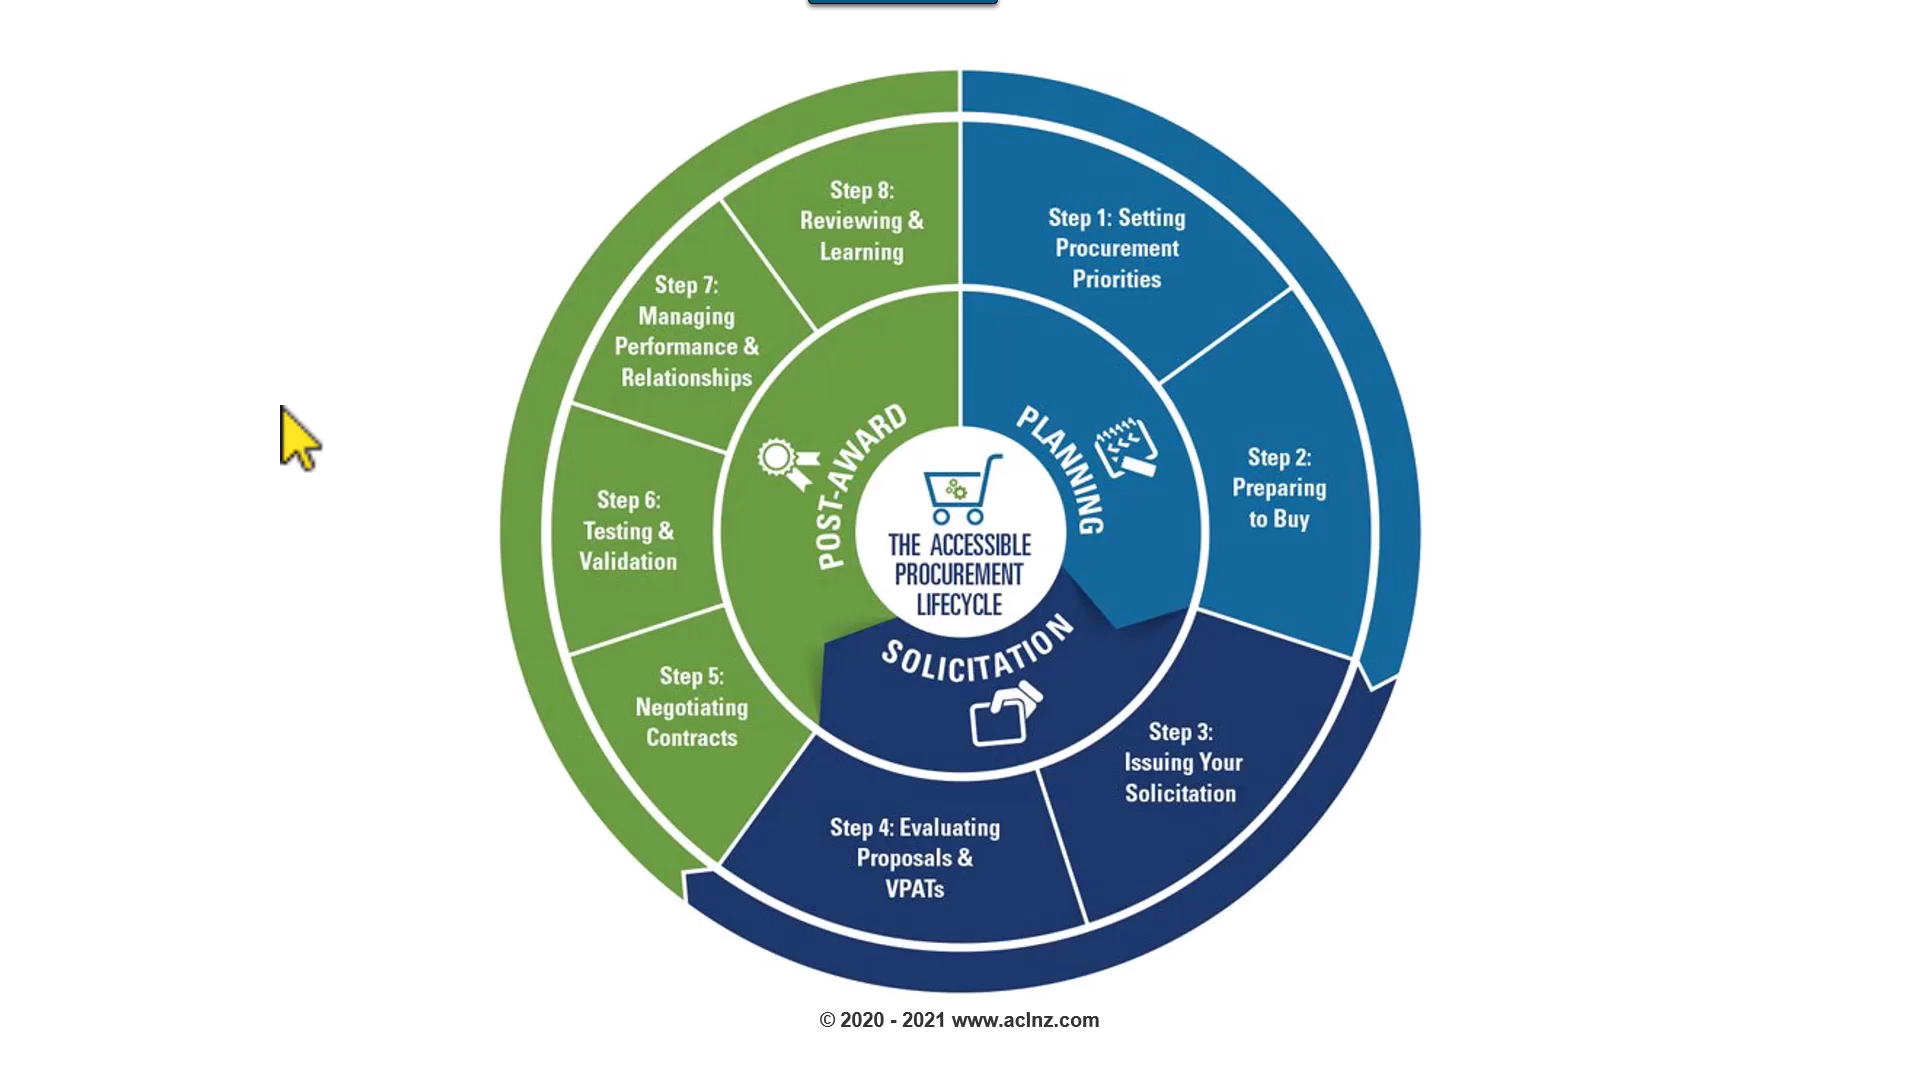 Step 1: Setting
Procurement
Priorities
Step 2:
Preparing
to Buy
Step 3:
Issuing Your
Solicitation
Step 4: Evaluating
Proposals &
VPATs
Step 5:
Negotiating
Contracts
Step 6:
Testing &
Validation
Step 7:
Managing
Performance &
Relationships
Step 8:
Reviewing &
Learning
PLANNING
SOLICITATION
POST-AWARD
THE ACCESSIBLE
PROCUREMENT
LIFECYCLE
© 2020 - 2021 www.aclnz.com